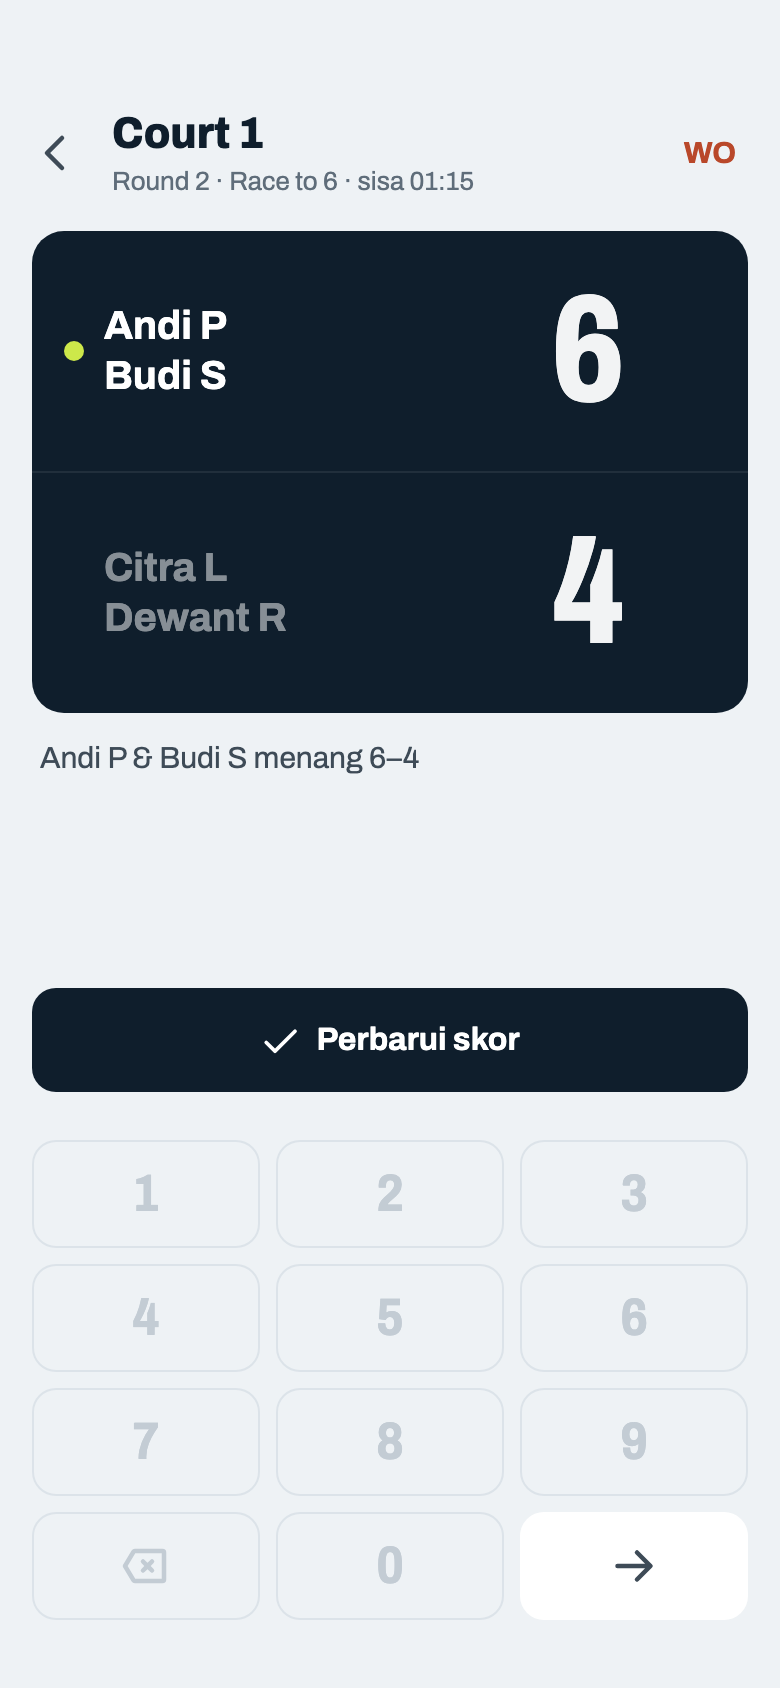 Court 1
WO
Round 2 · Race to 6 · sisa 01:15
Andi P
Budi S
6
Citra L
Dewant R
4
Andi P & Budi S menang 6–4
Perbarui skor
1 2 3
4 5 6
7 8 9
0